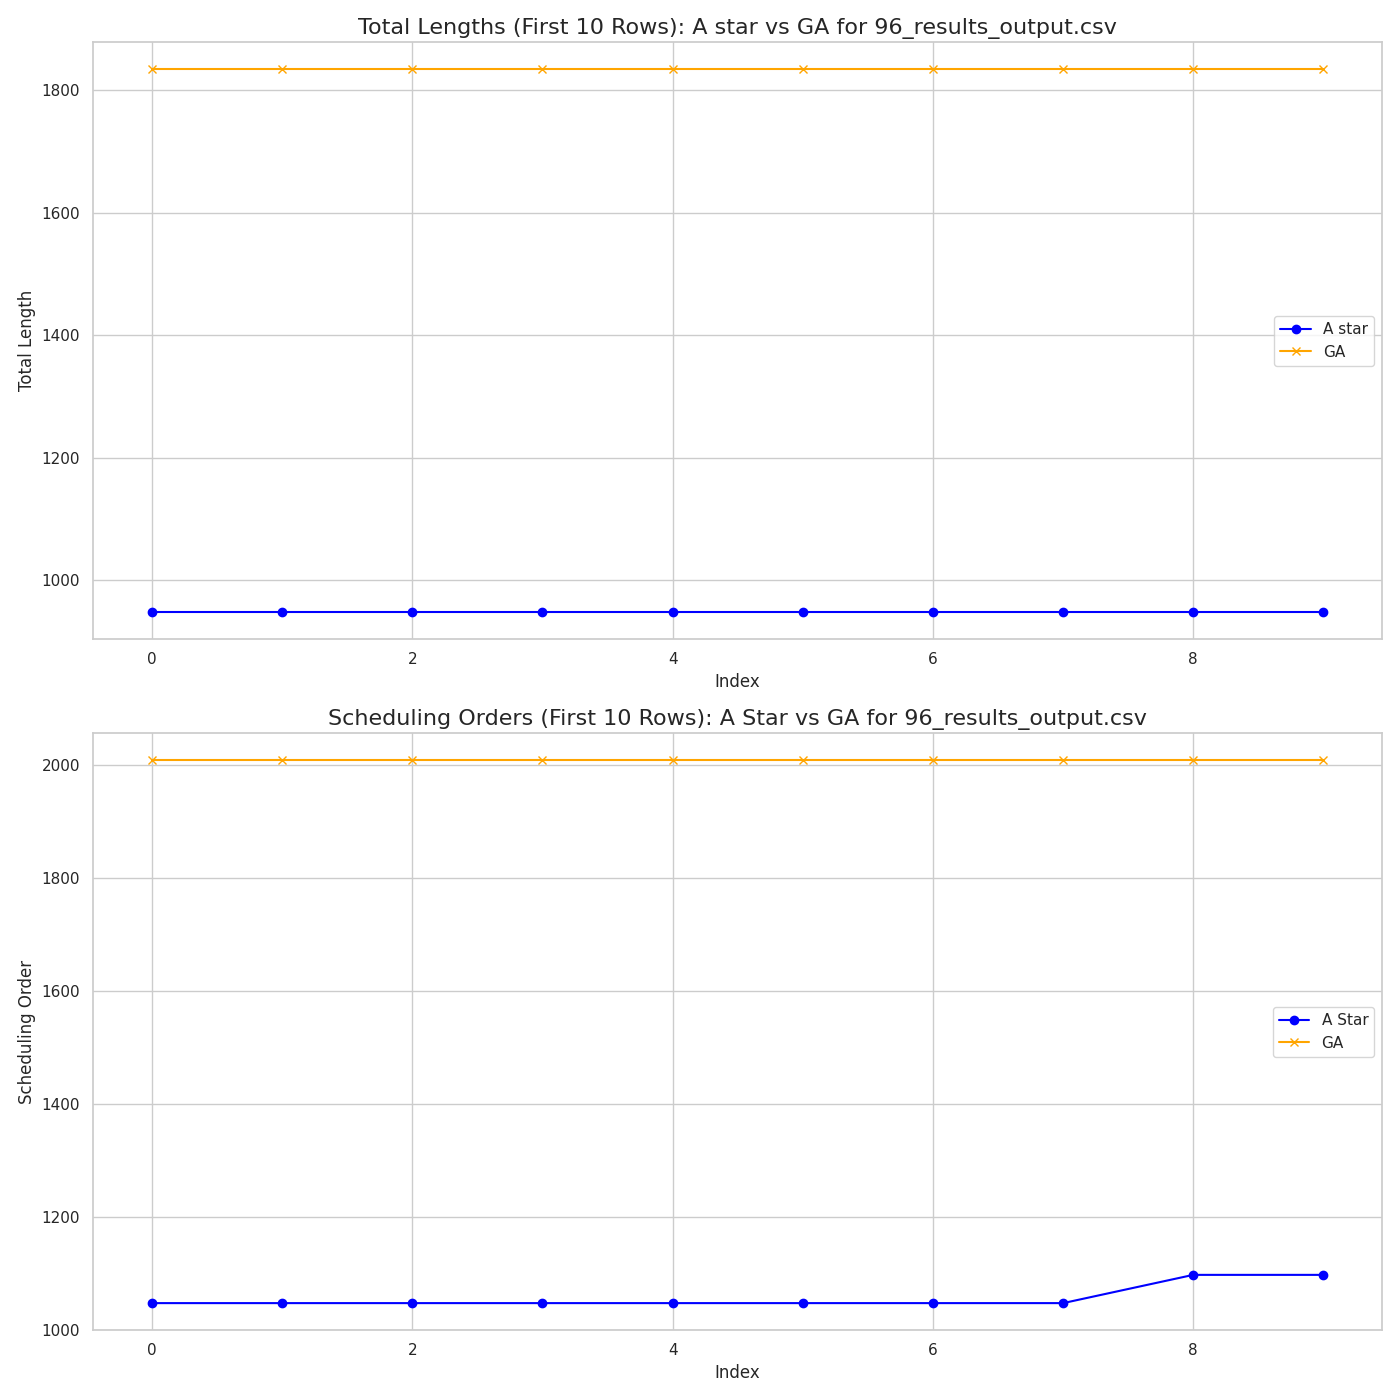 Total Lengths (First 10 Rows): A star vs GA for 96_results_output.csv
1800
1600
1400
1200
1000
Total Length
A star
GA
0 2 4 6 8
Index
Scheduling Orders (First 10 Rows): A Star vs GA for 96_results_output.csv
2000
1800
1600
1400
1200
1000
Scheduling Order
A Star
GA
0 2 4 6 8
Index